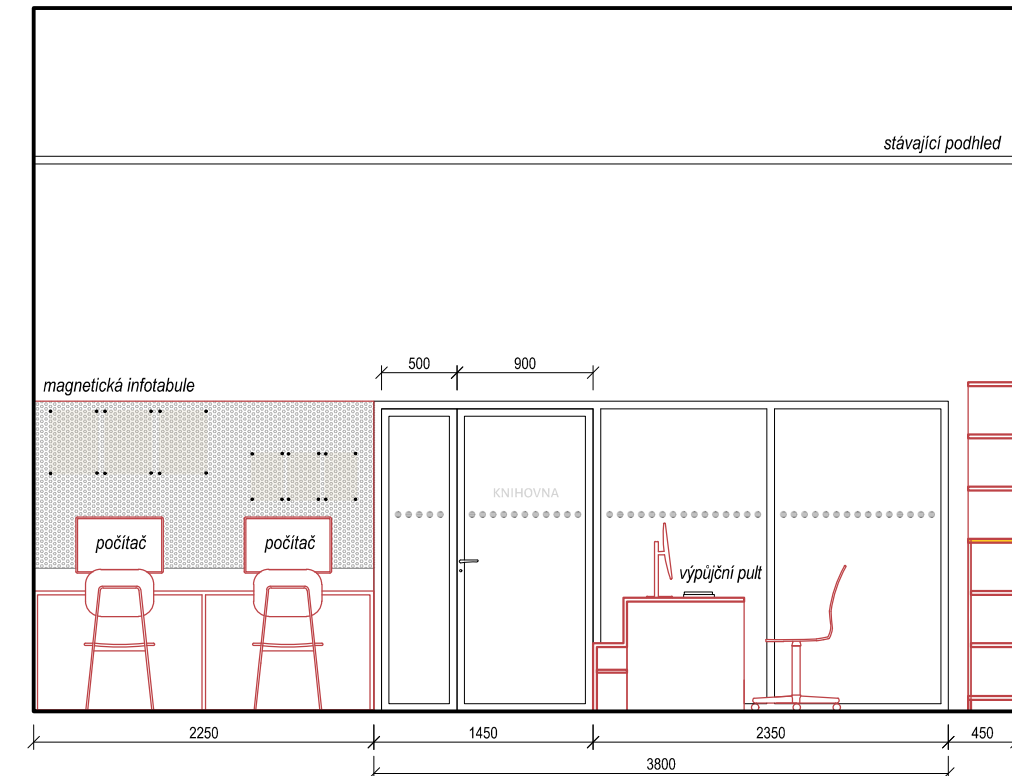 stávající podhled
500
900
magnetická infotabule
KNIHOVNA
počítač
počítač
výpůjční pult
2250
1450
2350
450
3800